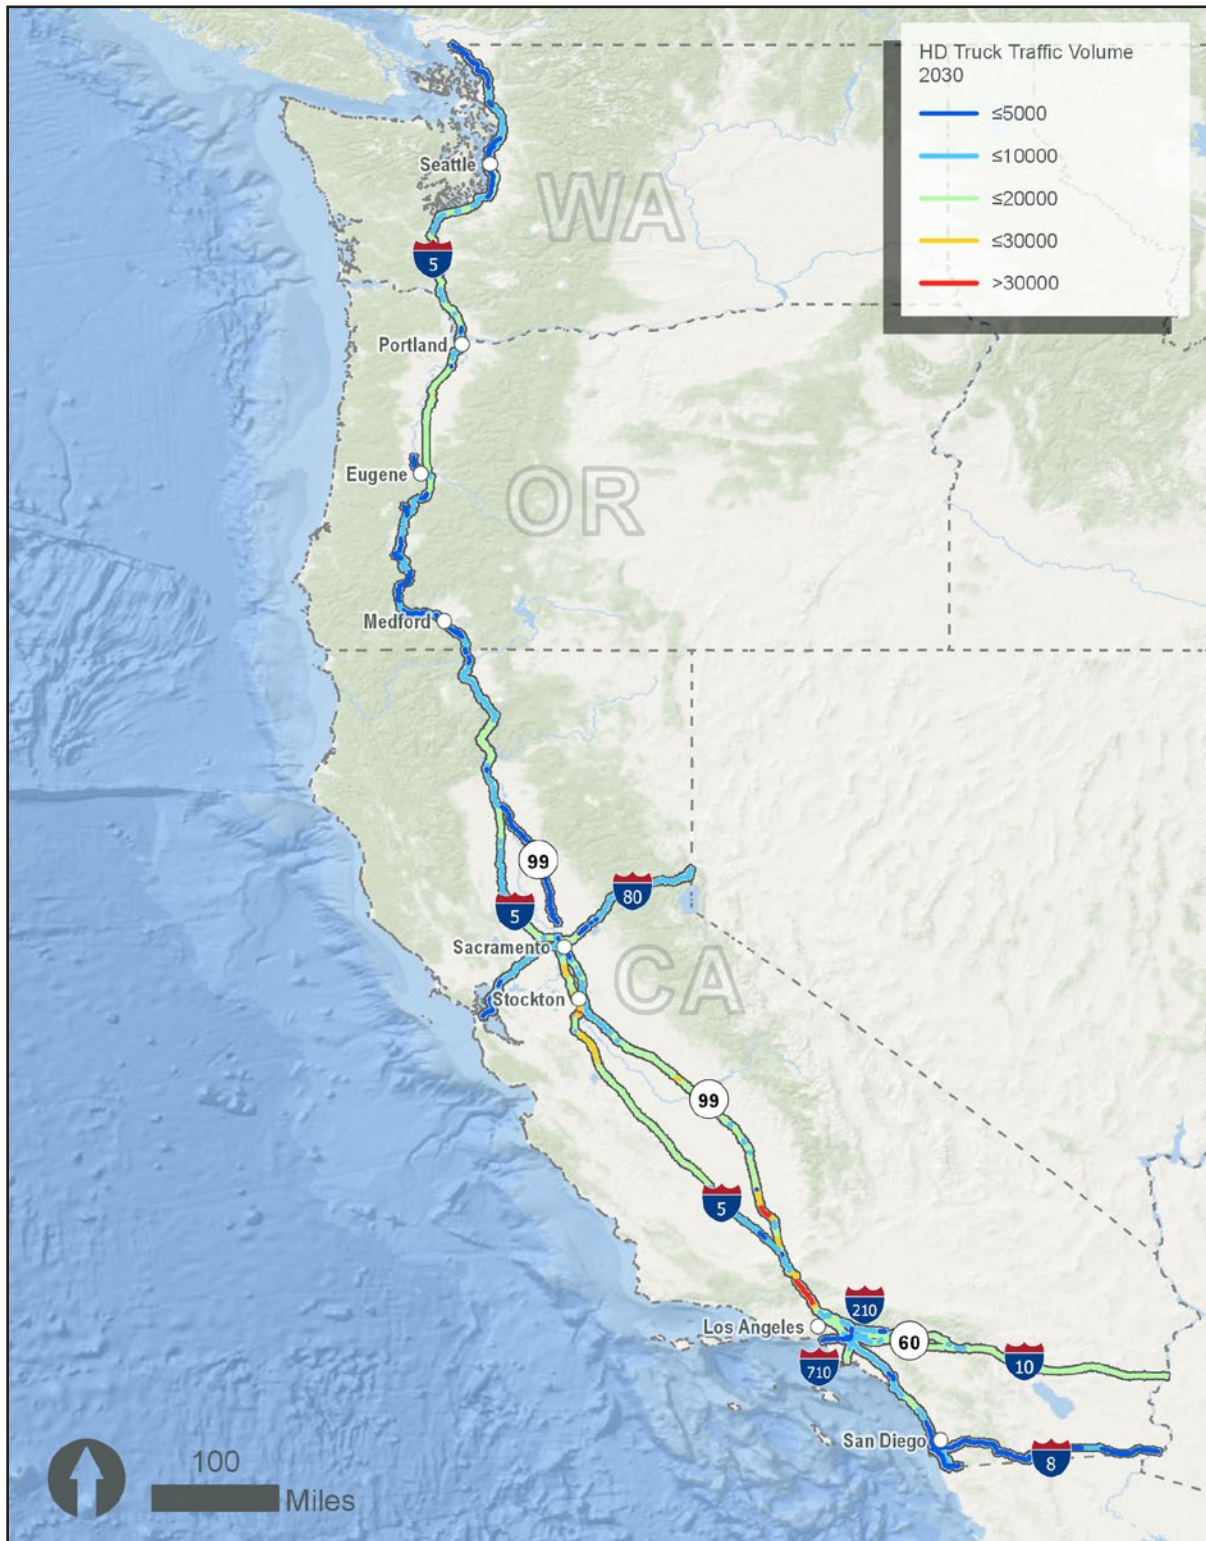 HD Truck Traffic Volume
2030
≤5000
≤10000
≤20000
≤30000
>30000
Seattle
WA
5
Portland
Eugene
OR
Medford
99
80
5
Sacramento
CA
Stockton
99
5
210
Los Angeles
60
10
710
San Diego
8
100
Miles